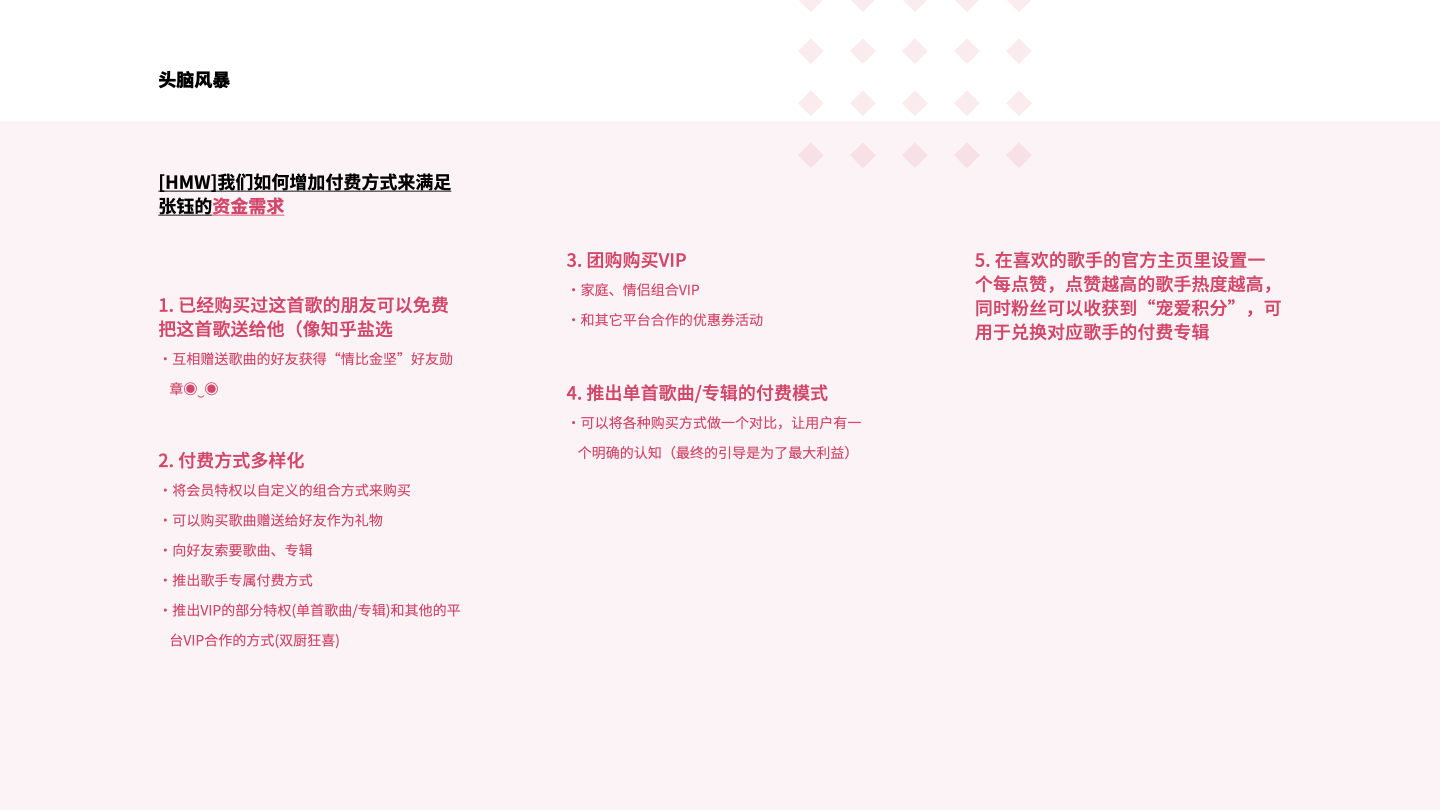 头脑风暴
[HMW]我们如何增加付费方式来满足
张钰的资金需求
1. 已经购买过这首歌的朋友可以免费
把这首歌送给他（像知乎盐选
・互相赠送歌曲的好友获得“情比金坚”好友勋
章◉‿◉
2. 付费方式多样化
・将会员特权以自定义的组合方式来购买
・可以购买歌曲赠送给好友作为礼物
・向好友索要歌曲、专辑
・推出歌手专属付费方式
・推出VIP的部分特权(单首歌曲/专辑)和其他的平
台VIP合作的方式(双厨狂喜)
3. 团购购买VIP
・家庭、情侣组合VIP
・和其它平台合作的优惠券活动
4. 推出单首歌曲/专辑的付费模式
・可以将各种购买方式做一个对比，让用户有一
个明确的认知（最终的引导是为了最大利益）
5. 在喜欢的歌手的官方主页里设置一
个每点赞，点赞越高的歌手热度越高，
同时粉丝可以收获到“宠爱积分”，可
用于兑换对应歌手的付费专辑